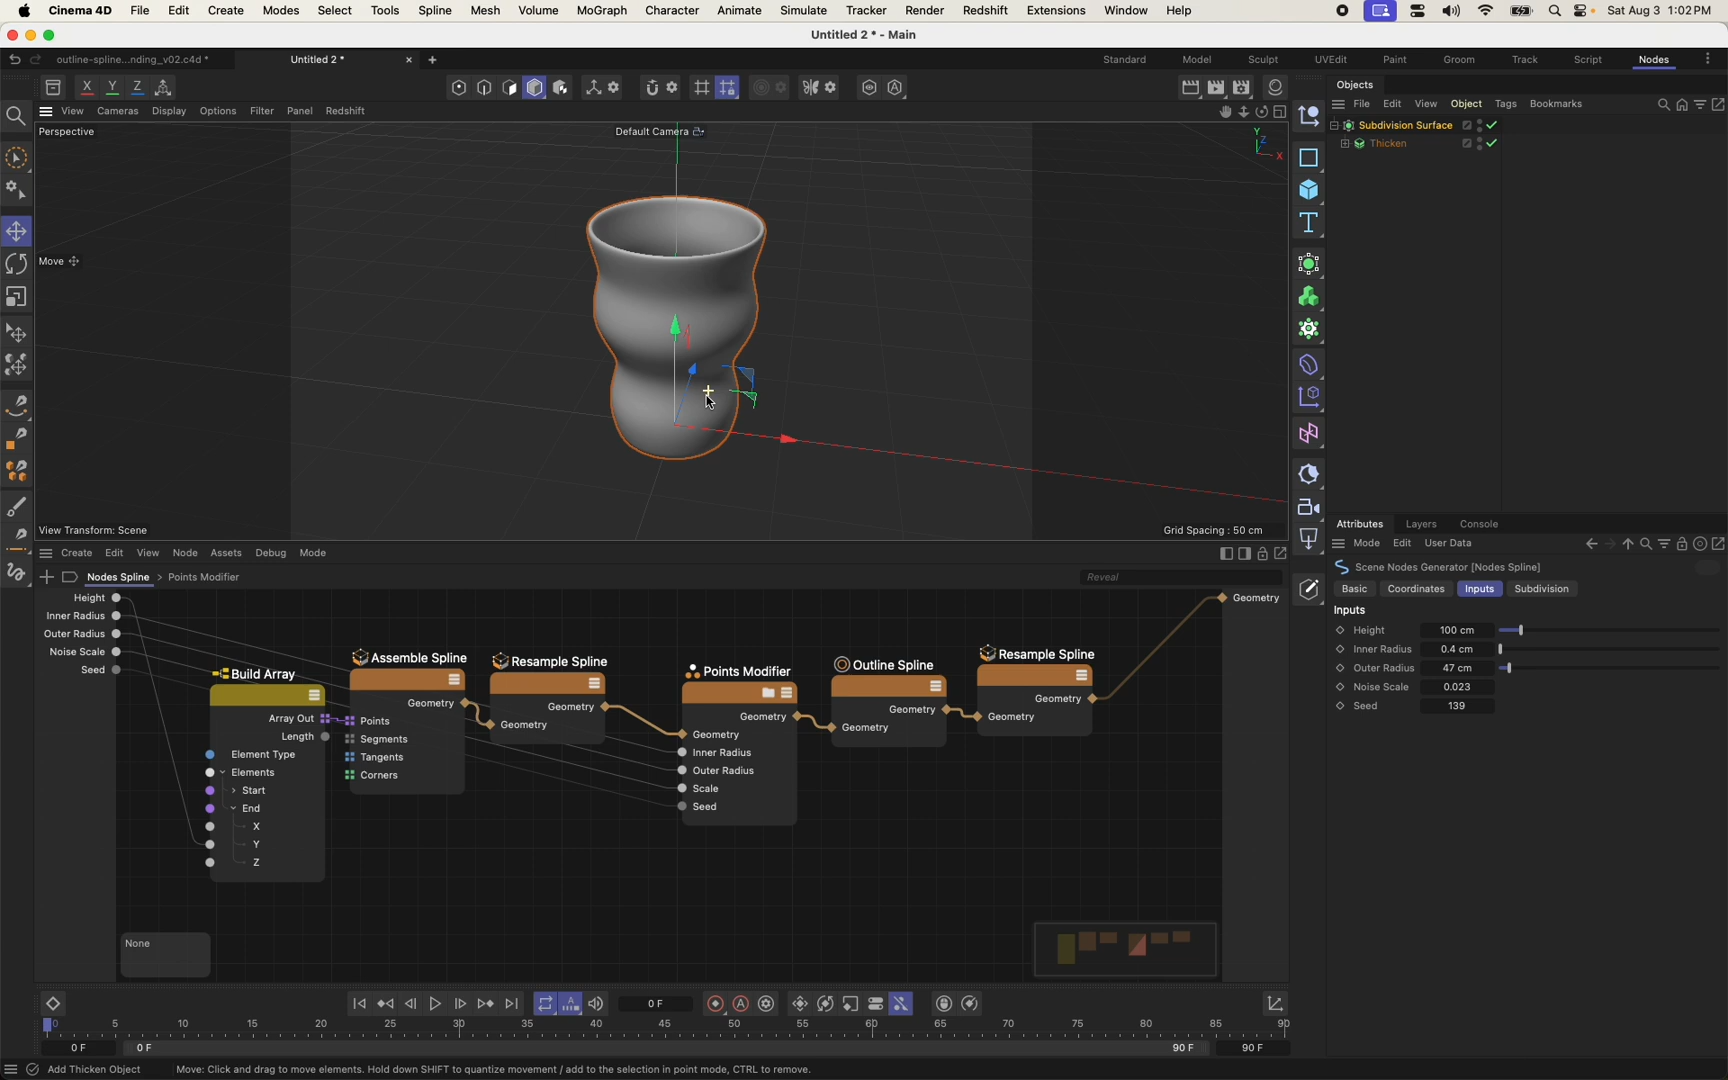 Cinema 4D File Edit Create Modes Select Tools Spline Mesh Volume MoGraph Character Animate Simulate Tracker Render Redshift Extensions Window Help Sat Aug 3 1:02 PM
Untitled 2 * - Main
outline-spline...nding_v02.c4d * Untitled 2 * × + Standard Model Sculpt UVEdit Paint Groom Track Script Nodes
X Y Z
Objects
File Edit View Object Tags Bookmarks
View Cameras Display Options Filter Panel Redshift
Perspective Default Camera
Y
Z
X
Subdivision Surface
Thicken
Move
View Transform: Scene Grid Spacing : 50 cm
Attributes Layers Console
Mode Edit User Data
Scene Nodes Generator [Nodes Spline]
Basic Coordinates Inputs Subdivision
Inputs
Height 100 cm
Inner Radius 0.4 cm
Outer Radius 47 cm
Noise Scale 0.023
Seed 139
Create Edit View Node Assets Debug Mode
Nodes Spline > Points Modifier Reveal
Height
Inner Radius
Outer Radius
Noise Scale
Seed
Geometry
Build Array
Array Out
Length
Element Type
Elements
Start
End
X
Y
Z
Assemble Spline
Geometry
Points
Segments
Tangents
Corners
Resample Spline
Geometry
Geometry
Points Modifier
Geometry
Geometry
Inner Radius
Outer Radius
Scale
Seed
Outline Spline
Geometry
Geometry
Resample Spline
Geometry
Geometry
None
0 F
0 5 10 15 20 25 30 35 40 45 50 55 60 65 70 75 80 85 90
0 F 0 F 90 F 90 F
Add Thicken Object Move: Click and drag to move elements. Hold down SHIFT to quantize movement / add to the selection in point mode, CTRL to remove.